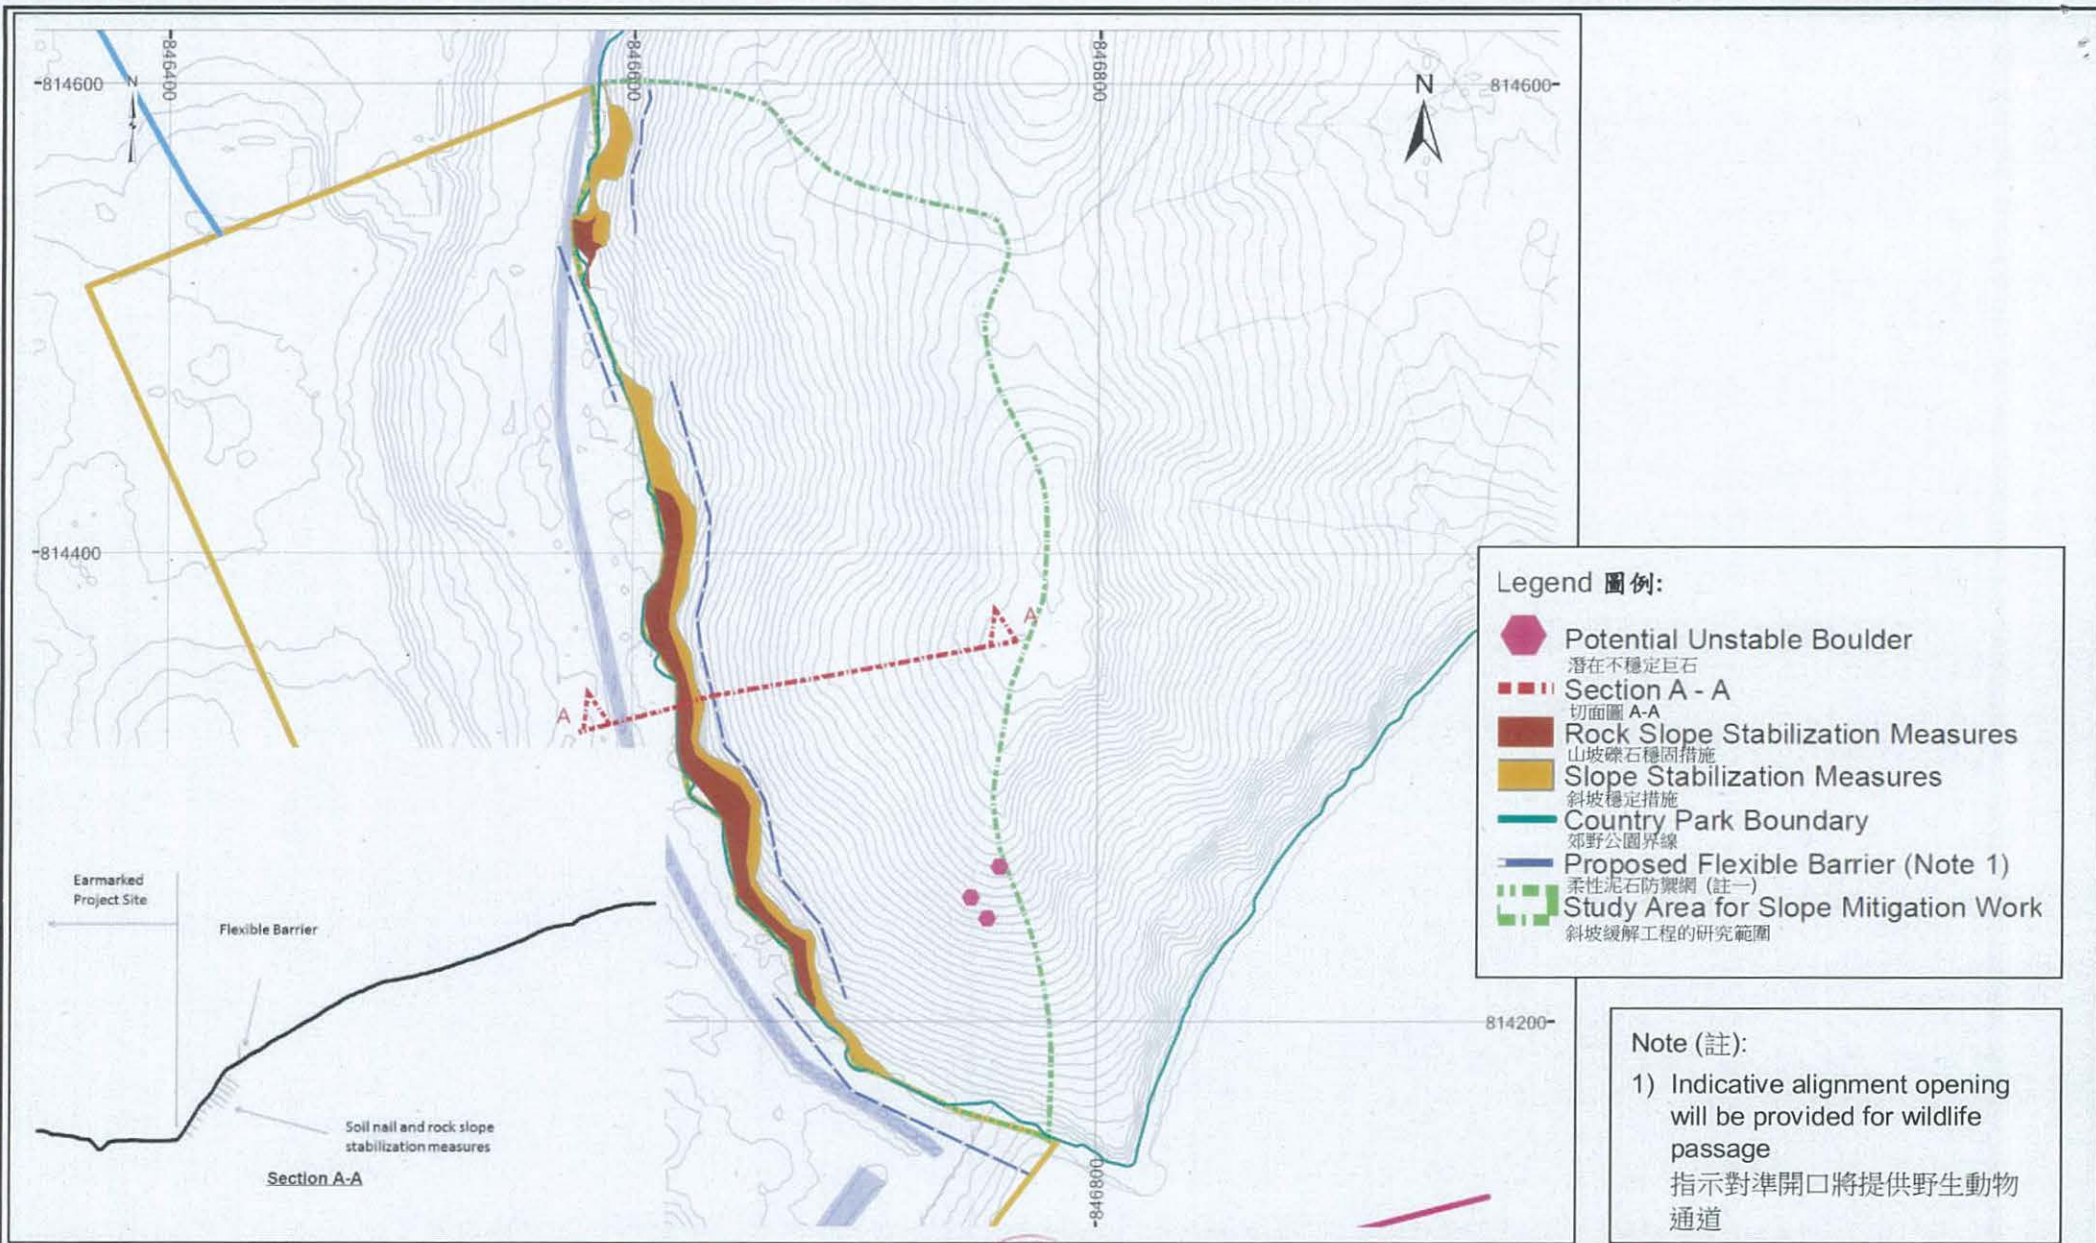 846400
846600
846800
N
N
814600
814600
814400
A
A
814200
846800
Earmarked
Project Site
Flexible Barrier
Soil nail and rock slope
stabilization measures
Section A-A
Legend 圖例:
Potential Unstable Boulder
潛在不穩定巨石
Section A - A
切面圖 A-A
Rock Slope Stabilization Measures
山坡礫石穩固措施
Slope Stabilization Measures
斜坡穩定措施
Country Park Boundary
郊野公園界線
Proposed Flexible Barrier (Note 1)
柔性泥石防禦網 (註一)
Study Area for Slope Mitigation Work
斜坡緩解工程的研究範圍
Note (註):
1) Indicative alignment opening
will be provided for wildlife
passage
指示對準開口將提供野生動物
通道